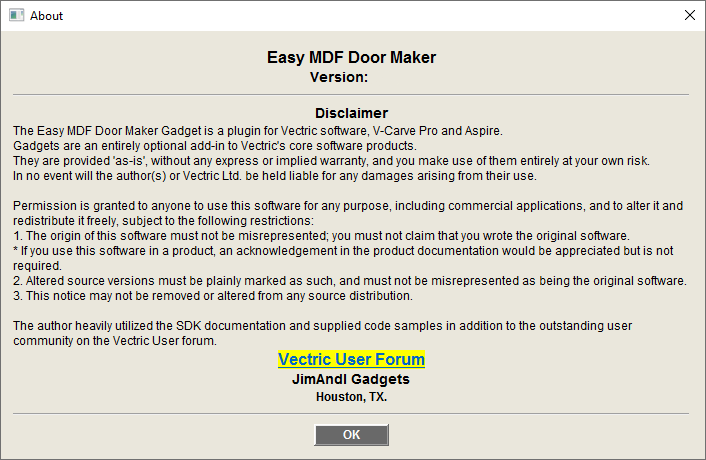 About
Easy MDF Door Maker
Version:
Disclaimer
The Easy MDF Door Maker Gadget is a plugin for Vectric software, V-Carve Pro and Aspire.
Gadgets are an entirely optional add-in to Vectric's core software products.
They are provided 'as-is', without any express or implied warranty, and you make use of them entirely at your own risk.
In no event will the author(s) or Vectric Ltd. be held liable for any damages arising from their use.
Permission is granted to anyone to use this software for any purpose, including commercial applications, and to alter it and
redistribute it freely, subject to the following restrictions:
1. The origin of this software must not be misrepresented; you must not claim that you wrote the original software.
* If you use this software in a product, an acknowledgement in the product documentation would be appreciated but is not
required.
2. Altered source versions must be plainly marked as such, and must not be misrepresented as being the original software.
3. This notice may not be removed or altered from any source distribution.
The author heavily utilized the SDK documentation and supplied code samples in addition to the outstanding user
community on the Vectric User forum.
Vectric User Forum
JimAndI Gadgets
Houston, TX.
OK